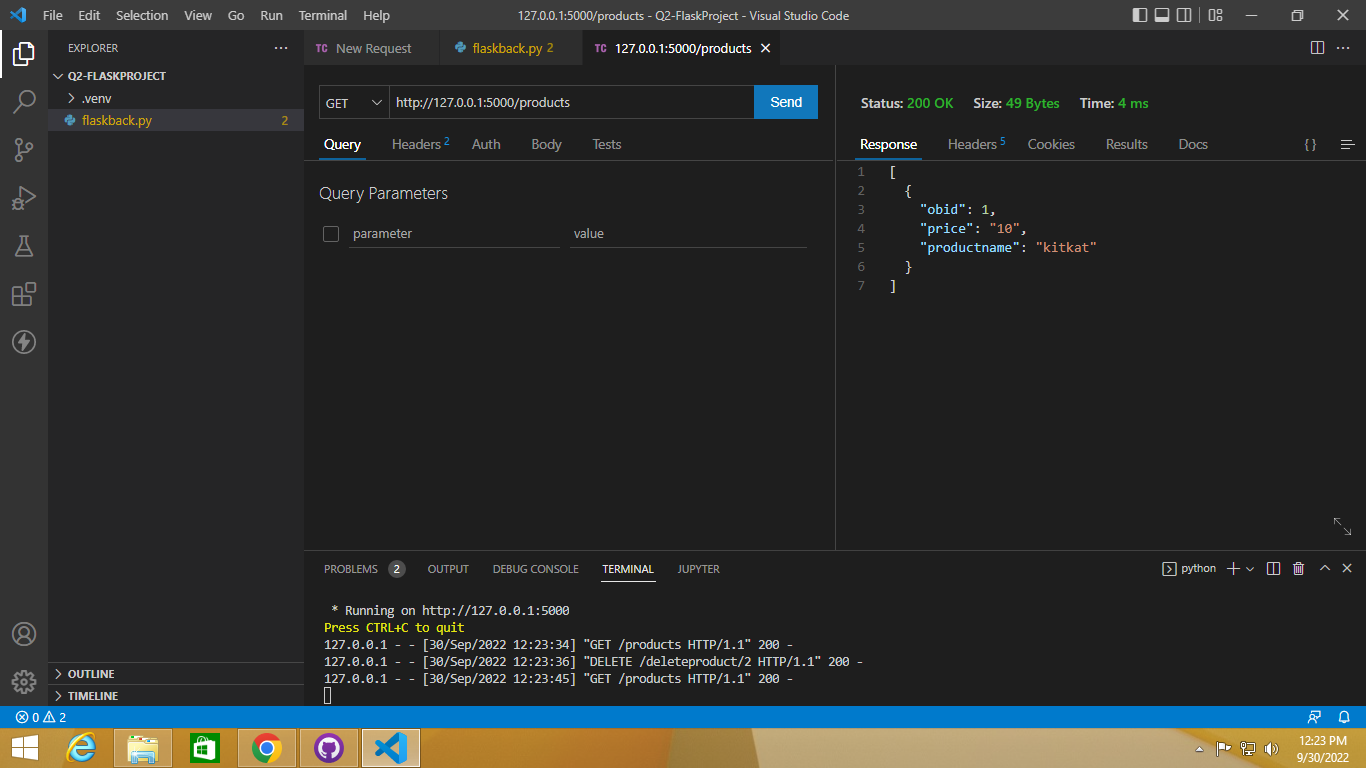 File Edit Selection View Go Run Terminal Help 127.0.0.1:5000/products - Q2-FlaskProject - Visual Studio Code
EXPLORER
Q2-FLASKPROJECT
.venv
flaskback.py 2
OUTLINE
TIMELINE
TC New Request flaskback.py 2 TC 127.0.0.1:5000/products
GET http://127.0.0.1:5000/products Send
Query Headers 2 Auth Body Tests
Query Parameters
parameter value
Status: 200 OK Size: 49 Bytes Time: 4 ms
Response Headers 5 Cookies Results Docs { }
1 [
2 {
3 "obid": 1,
4 "price": "10",
5 "productname": "kitkat"
6 }
7 ]
PROBLEMS 2 OUTPUT DEBUG CONSOLE TERMINAL JUPYTER python
* Running on http://127.0.0.1:5000
Press CTRL+C to quit
127.0.0.1 - - [30/Sep/2022 12:23:34] "GET /products HTTP/1.1" 200 -
127.0.0.1 - - [30/Sep/2022 12:23:36] "DELETE /deleteproduct/2 HTTP/1.1" 200 -
127.0.0.1 - - [30/Sep/2022 12:23:45] "GET /products HTTP/1.1" 200 -
0 2
12:23 PM
9/30/2022